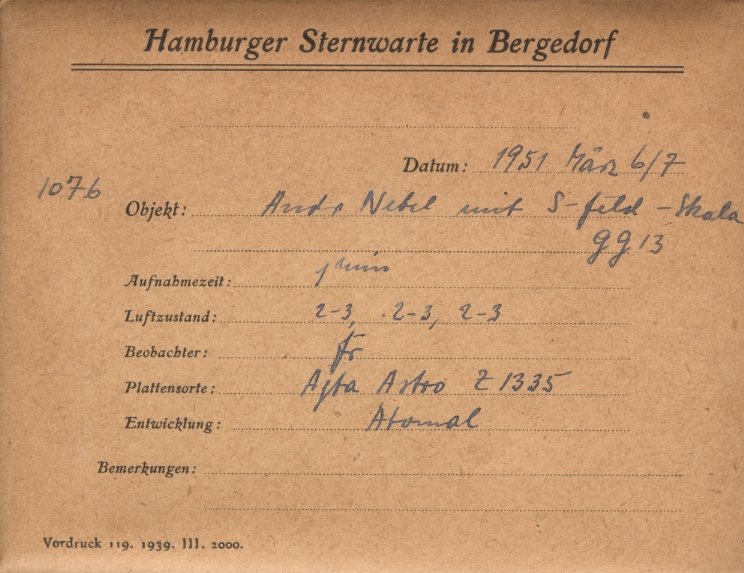 Hamburger Sternwarte in Bergedorf
Datum: 1951 März 6/7
1076
Objekt: Andr Nebel mit S-feld-Skala
gg 13
Aufnahmezeit: 1 min
Luftzustand: 2-3, 2-3, 2-3
Beobachter: Fr
Plattensorte: Agfa Astro Z 1335
Entwicklung: Atomal
Bemerkungen:
Vordruck 119. 1939. III. 2000.